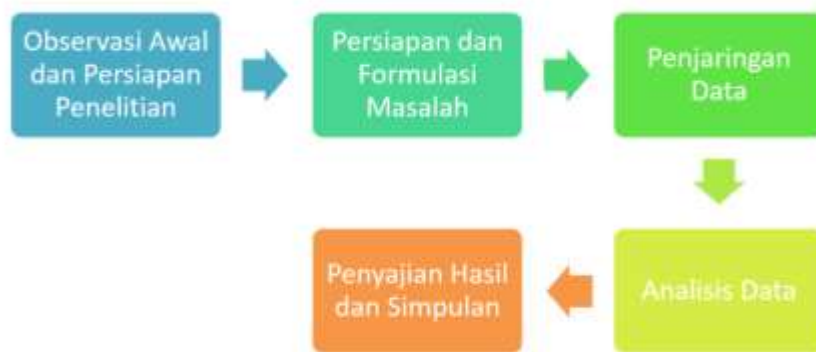 Observasi Awal
dan Persiapan
Penelitian
Persiapan dan
Formulasi
Masalah
Penjaringan
Data
Analisis Data
Penyajian Hasil
dan Simpulan